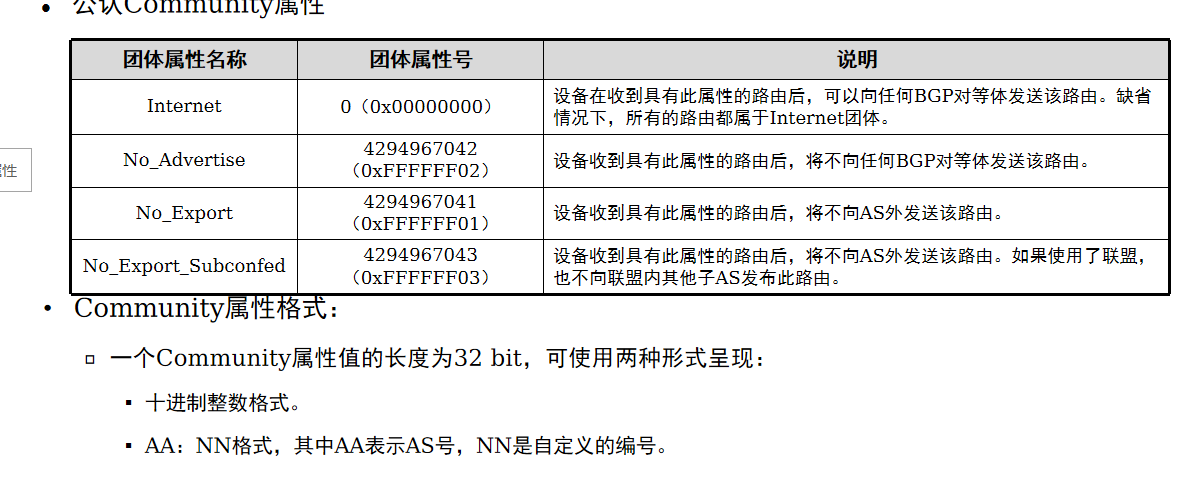 • 公认Community属性
团体属性名称 团体属性号 说明
Internet 0（0x00000000） 设备在收到具有此属性的路由后，可以向任何BGP对等体发送该路由。缺省
情况下，所有的路由都属于Internet团体。
No_Advertise 4294967042
（0xFFFFFF02） 设备收到具有此属性的路由后，将不向任何BGP对等体发送该路由。
属性
No_Export 4294967041
（0xFFFFFF01） 设备收到具有此属性的路由后，将不向AS外发送该路由。
No_Export_Subconfed 4294967043
（0xFFFFFF03） 设备收到具有此属性的路由后，将不向AS外发送该路由。如果使用了联盟，
也不向联盟内其他子AS发布此路由。
• Community属性格式：
▫ 一个Community属性值的长度为32 bit，可使用两种形式呈现：
▪ 十进制整数格式。
▪ AA：NN格式，其中AA表示AS号，NN是自定义的编号。